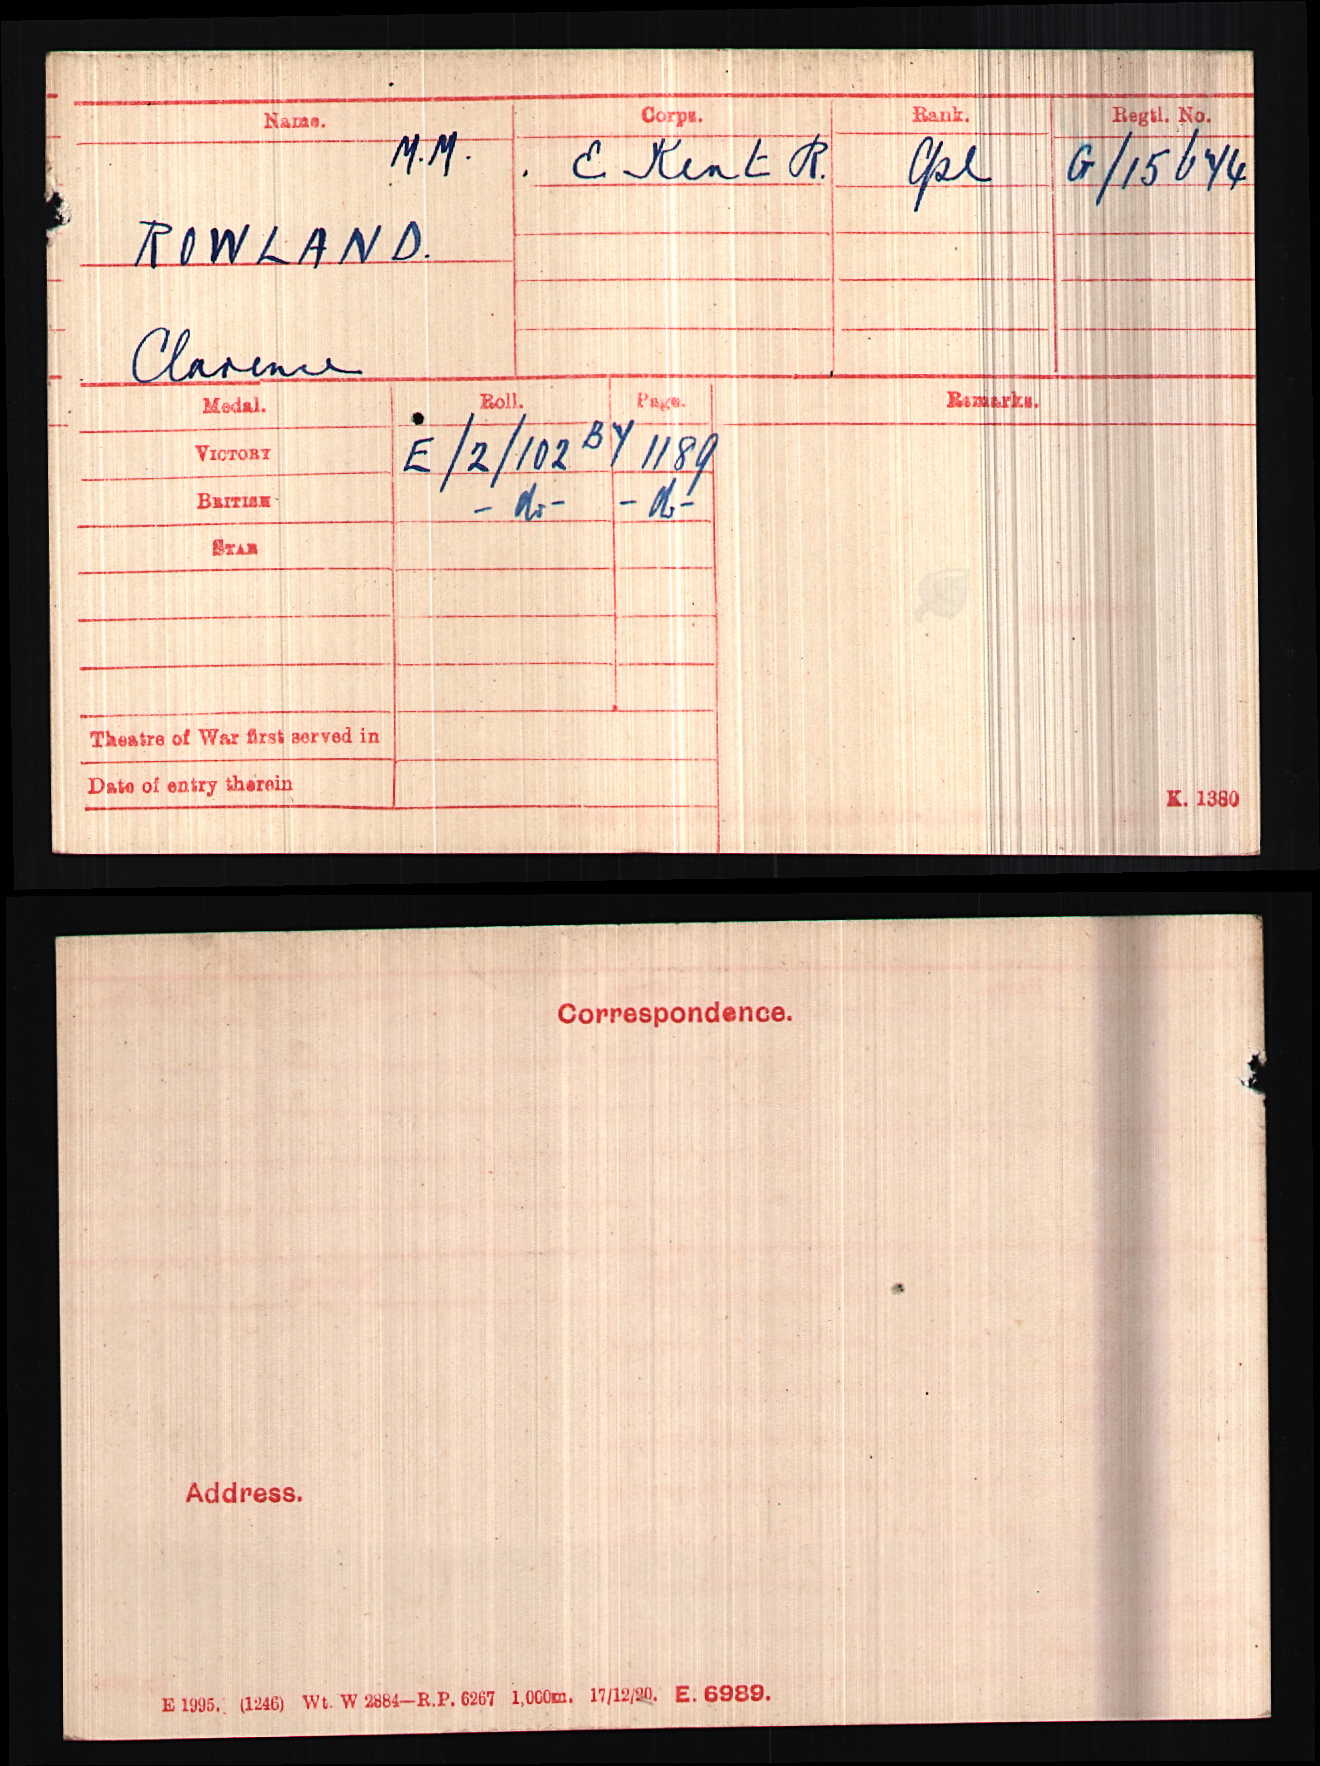 Name. Corps. Rank. Regtl. No.
M.M. E Kent R. Cpl G/15644
ROWLAND.
Clarence
Medal. Roll. Page. Remarks.
VICTORY E/2/102 BY 1189
BRITISH - do - - do -
STAR
Theatre of War first served in
Date of entry therein
K. 1380
Correspondence.
Address.
E 1995. (1246) Wt. W 2884—R.P. 6267 1,000m. 17/12/20. E. 6989.